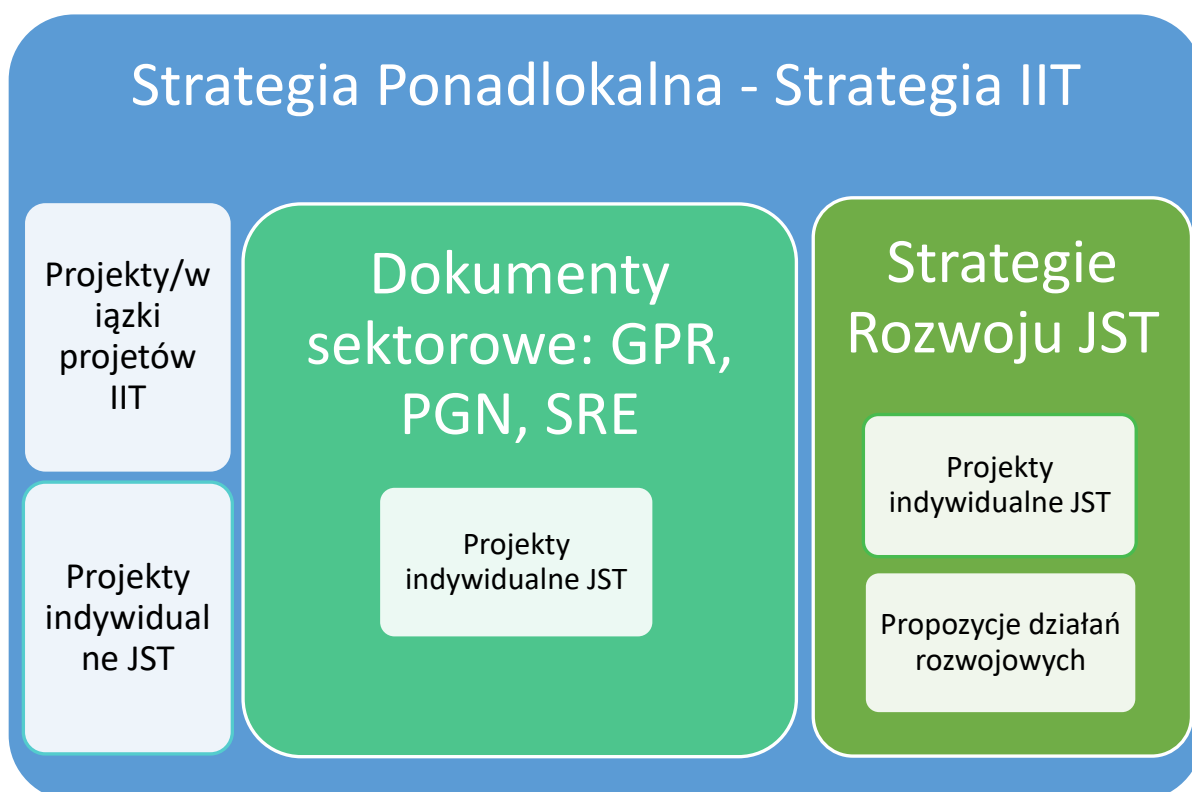 Strategia Ponadlokalna - Strategia IIT
Projekty/w
iązki
projetów
IIT
Projekty
indywidual
ne JST
Dokumenty
sektorowe: GPR,
PGN, SRE
Projekty
indywidualne JST
Strategie
Rozwoju JST
Projekty
indywidualne JST
Propozycje działań
rozwojowych